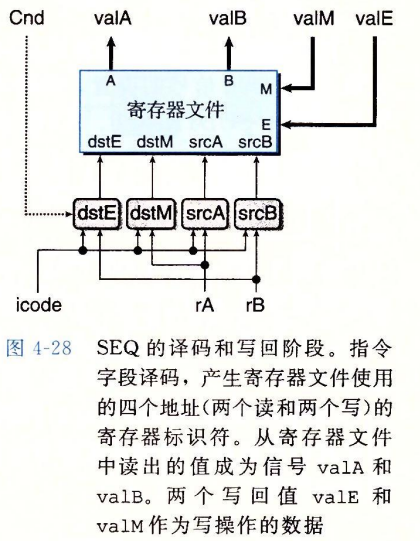 Cnd valA valB valM valE
A B M
寄存器文件
E
dstE dstM srcA srcB
dstE dstM srcA srcB
icode rA rB
图 4-28 SEQ 的译码和写回阶段。指令
字段译码，产生寄存器文件使用
的四个地址(两个读和两个写)的
寄存器标识符。从寄存器文件
中读出的值成为信号 valA 和
valB。两个写回值 valE 和
valM作为写操作的数据